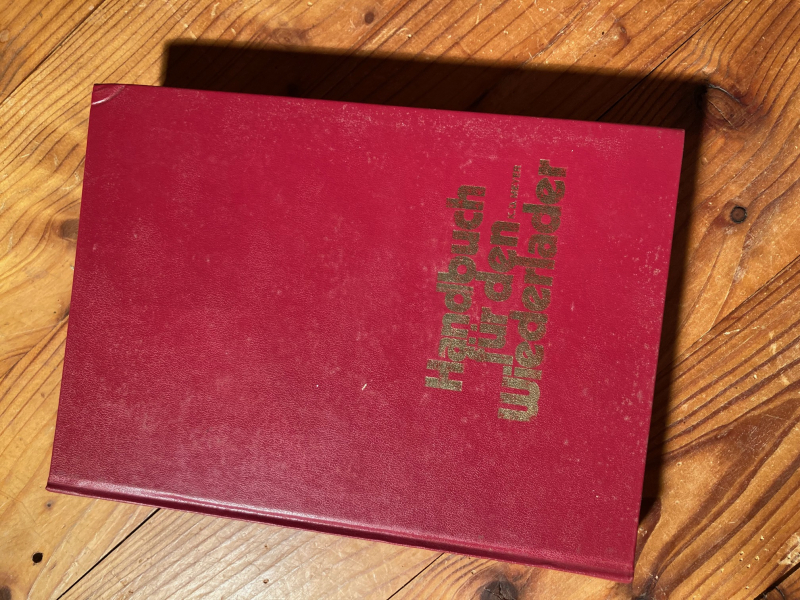 Handbuch
für den
Wiederlader